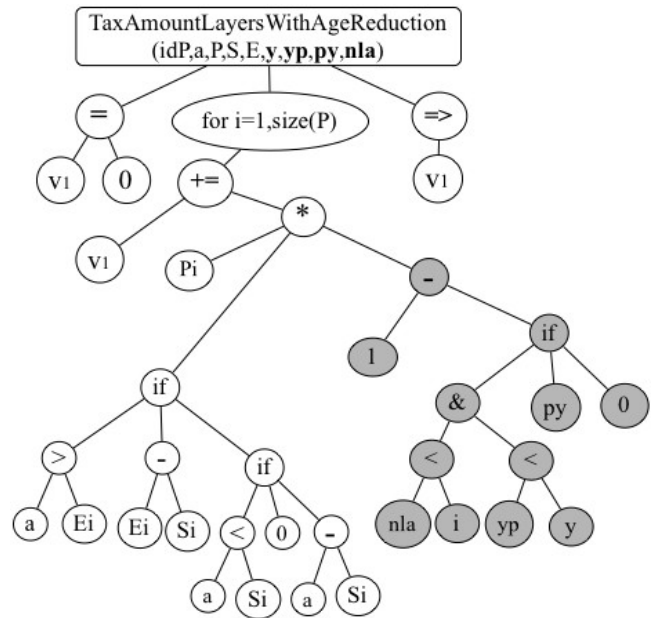 TaxAmountLayersWithAgeReduction
(idP,a,P,S,E,y,yp,py,nla)
=
for i=1,size(P)
=>
v1
0
+=
v1
*
v1
Pi
-
1
if
if
&
py
0
>
-
if
<
<
a
Ei
Ei
Si
<
0
-
nla
i
yp
y
a
Si
a
Si